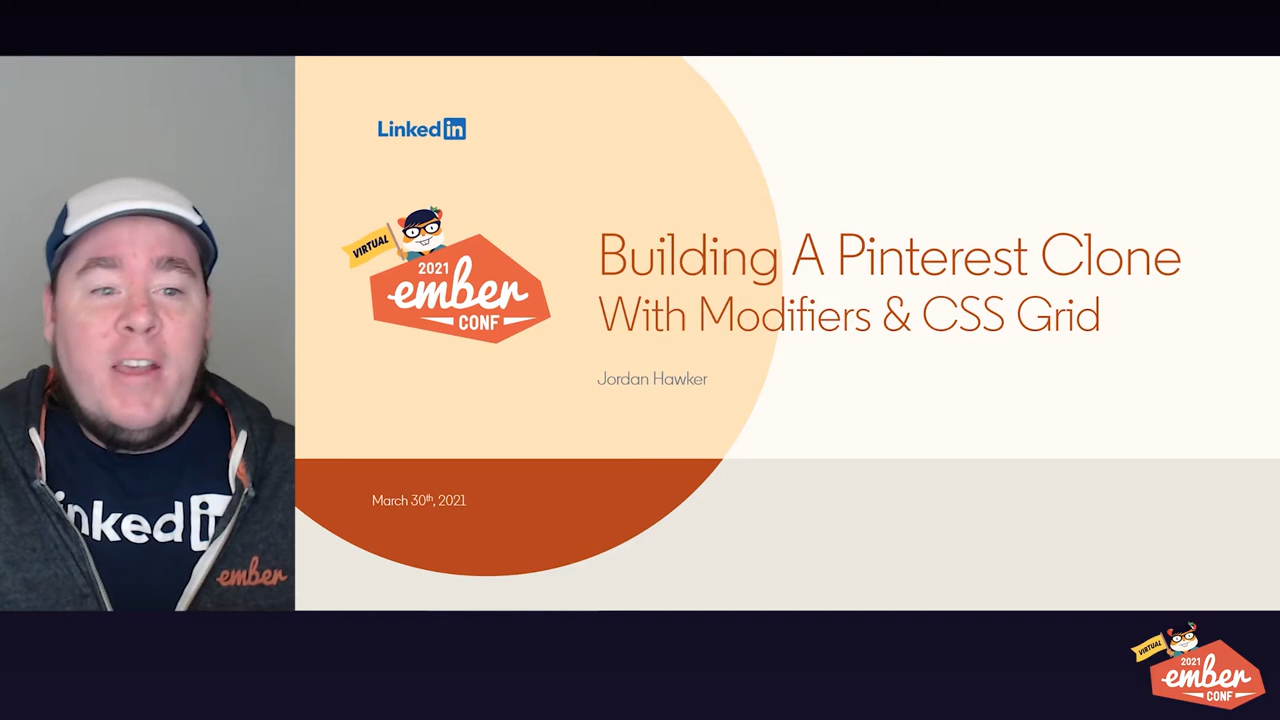 Linkedin
VIRTUAL
2021
ember
CONF
Building A Pinterest Clone
With Modifiers & CSS Grid
Jordan Hawker
March 30th, 2021
inkedi
ember
VIRTUAL
2021
ember
CONF